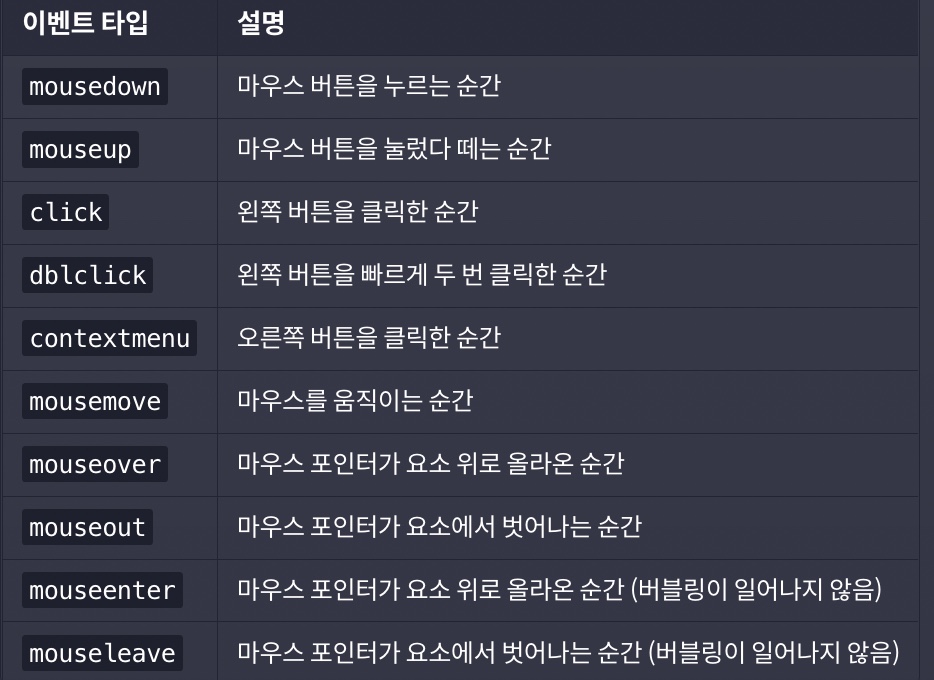 이벤트 타입 설명
mousedown 마우스 버튼을 누르는 순간
mouseup 마우스 버튼을 눌렀다 떼는 순간
click 왼쪽 버튼을 클릭한 순간
dblclick 왼쪽 버튼을 빠르게 두 번 클릭한 순간
contextmenu 오른쪽 버튼을 클릭한 순간
mousemove 마우스를 움직이는 순간
mouseover 마우스 포인터가 요소 위로 올라온 순간
mouseout 마우스 포인터가 요소에서 벗어나는 순간
mouseenter 마우스 포인터가 요소 위로 올라온 순간 (버블링이 일어나지 않음)
mouseleave 마우스 포인터가 요소에서 벗어나는 순간 (버블링이 일어나지 않음)